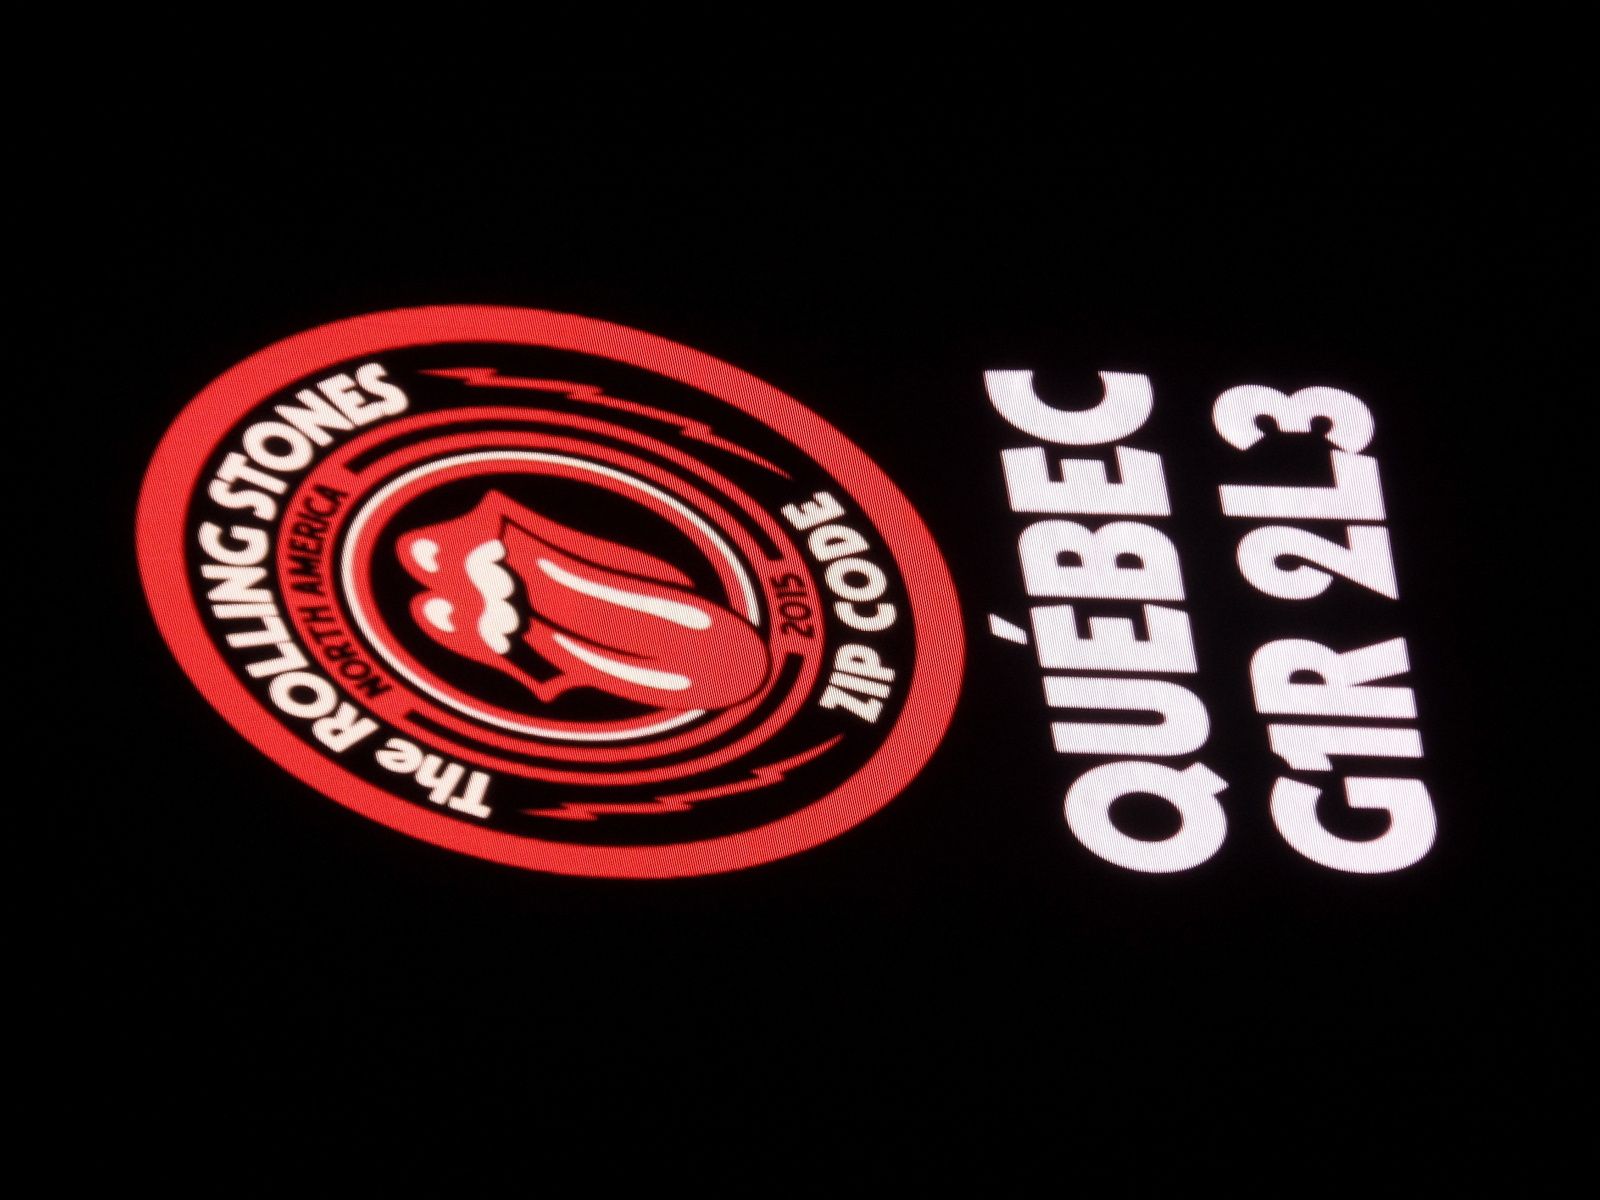 The ROLLING STONES
NORTH AMERICA
2015
ZIP CODE
QUÉBEC
G1R 2L3